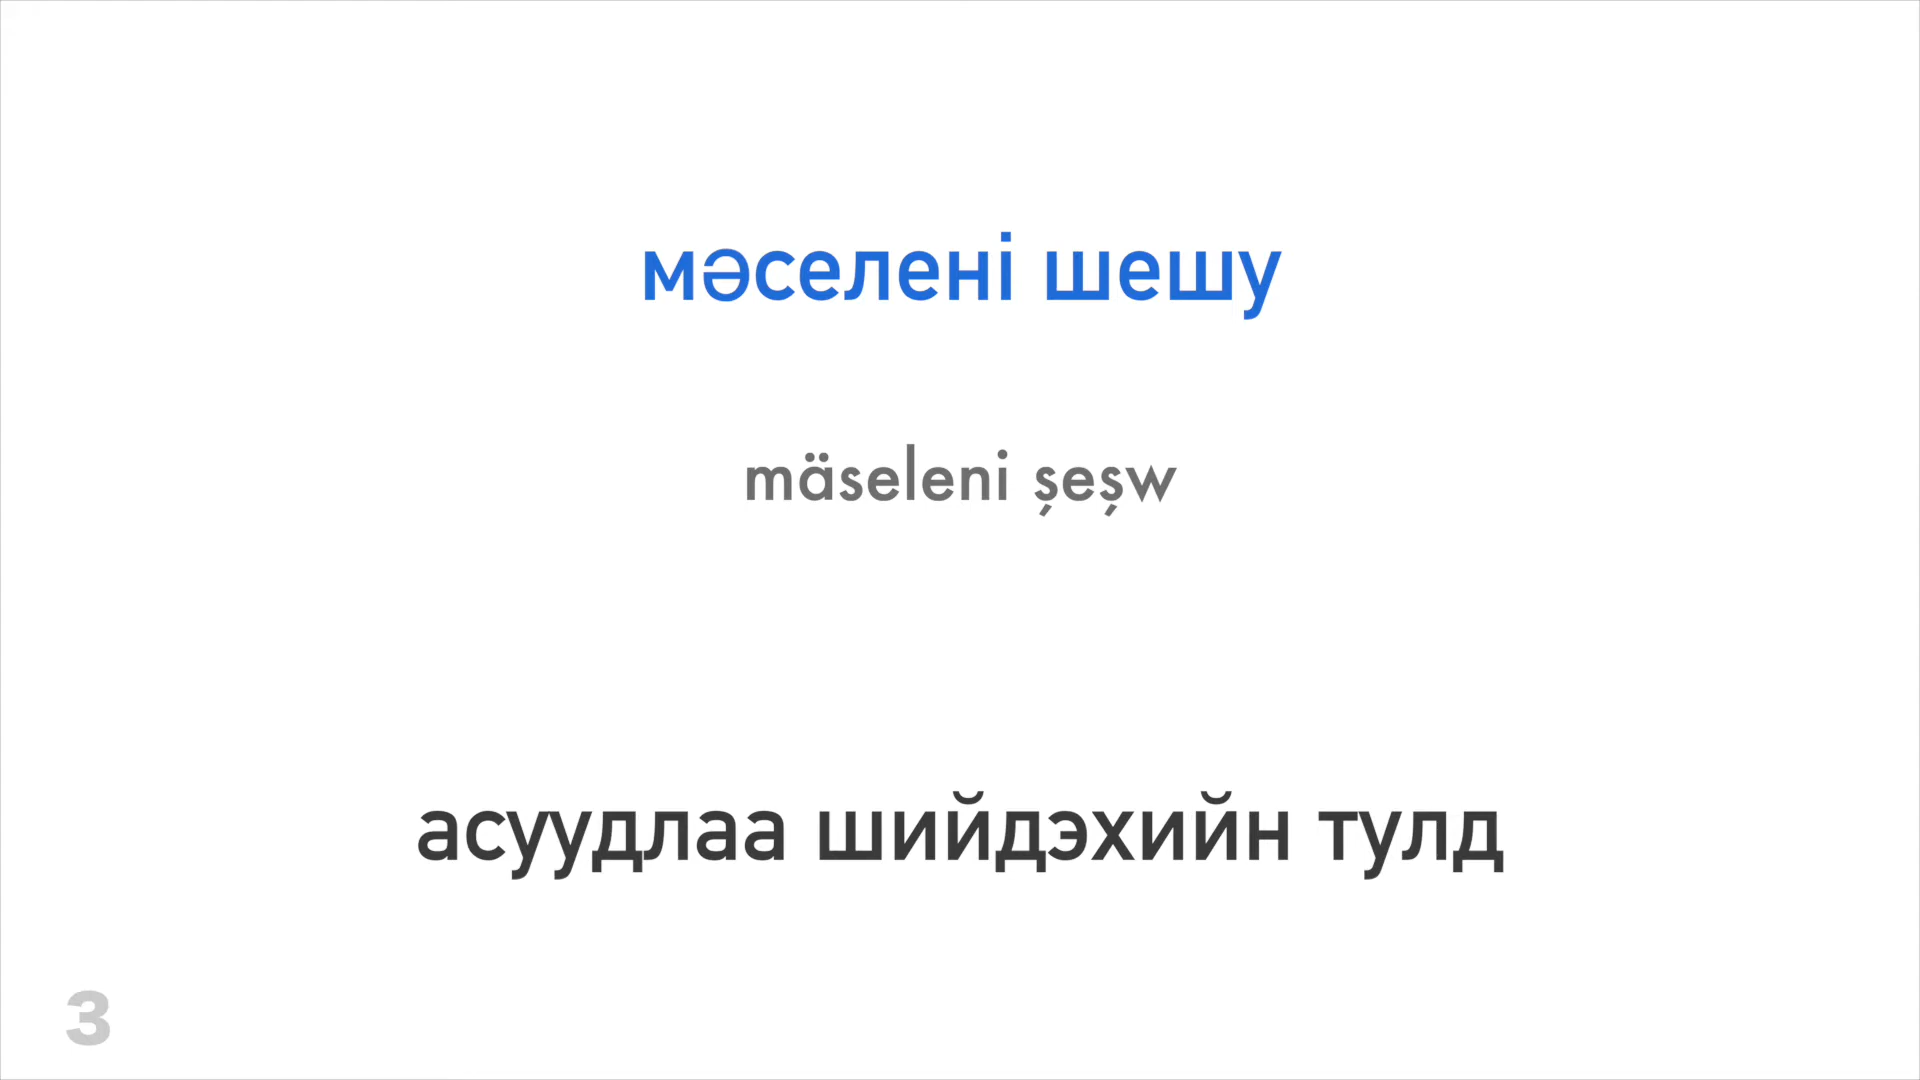 мәселені шешу
mäseleni şeşw
асуудлаа шийдэхийн тулд
3